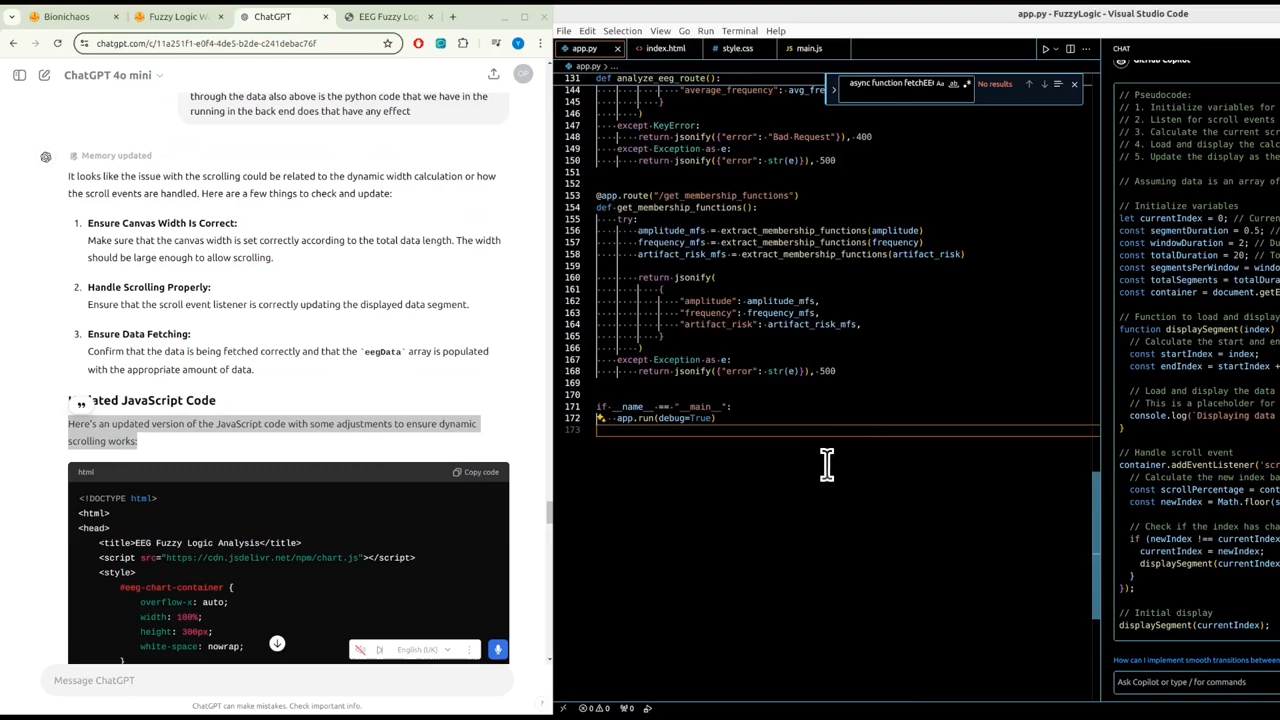 Bionichaos
Fuzzy Logic W
ChatGPT
EEG Fuzzy Log
chatgpt.com/c/11a251f1-e0f4-4de5-b2de-c241debac76f
ChatGPT 4o mini
OP
through the data also above is the python code that we have in the
running in the back end does that have any effect
Memory updated
It looks like the issue with the scrolling could be related to the dynamic width calculation or how
the scroll events are handled. Here are a few things to check and update:
1. Ensure Canvas Width Is Correct:
Make sure that the canvas width is set correctly according to the total data length. The width
should be large enough to allow scrolling.
2. Handle Scrolling Properly:
Ensure that the scroll event listener is correctly updating the displayed data segment.
3. Ensure Data Fetching:
Confirm that the data is being fetched correctly and that the `eegData` array is populated
with the appropriate amount of data.
ated JavaScript Code
Here's an updated version of the JavaScript code with some adjustments to ensure dynamic
scrolling works:
html
Copy code
<!DOCTYPE html>
<html>
<head>
<title>EEG Fuzzy Logic Analysis</title>
<script src="https://cdn.jsdelivr.net/npm/chart.js"></script>
<style>
#eeg-chart-container {
overflow-x: auto;
width: 100%;
height: 300px;
white-space: nowrap;
}
English (UK)
Message ChatGPT
ChatGPT can make mistakes. Check important info.
?
app.py - FuzzyLogic - Visual Studio Code
File Edit Selection View Go Run Terminal Help
app.py
index.html
style.css
main.js
app.py > ...
async function fetchEE
No results
131 def analyze_eeg_route():
144 "average_frequency": avg_fre
145 }
146 )
147 except KeyError:
148 return jsonify({"error": "Bad Request"}), 400
149 except Exception as e:
150 return jsonify({"error": str(e)}), 500
151
152
153 @app.route("/get_membership_functions")
154 def get_membership_functions():
155 try:
156 amplitude_mfs = extract_membership_functions(amplitude)
157 frequency_mfs = extract_membership_functions(frequency)
158 artifact_risk_mfs = extract_membership_functions(artifact_risk)
159
160 return jsonify(
161 {
162 "amplitude": amplitude_mfs,
163 "frequency": frequency_mfs,
164 "artifact_risk": artifact_risk_mfs,
165 }
166 )
167 except Exception as e:
168 return jsonify({"error": str(e)}), 500
169
170
171 if __name__ == "__main__":
172 app.run(debug=True)
173
CHAT
GitHub Copilot
// Pseudocode:
// 1. Initialize variables for
// 2. Listen for scroll events
// 3. Calculate the current s
// 4. Load and display the calc
// 5. Update the display as the
// Assuming data is an array of
// Initialize variables
let currentIndex = 0; // Curren
const segmentDuration = 0.5; //
const windowDuration = 2; // Du
const totalDuration = 20; // To
const segmentsPerWindow = windo
const totalSegments = totalDura
const container = document.getE
// Function to load and display
function displaySegment(index)
// Calculate the start and en
const startIndex = index;
const endIndex = startIndex +
// Load and display the data
// This is a placeholder for
console.log(`Displaying data
}
// Handle scroll event
container.addEventListener('scr
// Calculate the new index ba
const scrollPercentage = cont
const newIndex = Math.floor(s
// Check if the index has cha
if (newIndex !== currentIndex
currentIndex = newIndex;
displaySegment(currentIndex
}
});
// Initial display
displaySegment(currentIndex);
How can I implement smooth transitions between
Ask Copilot or type / for commands
0 0 0